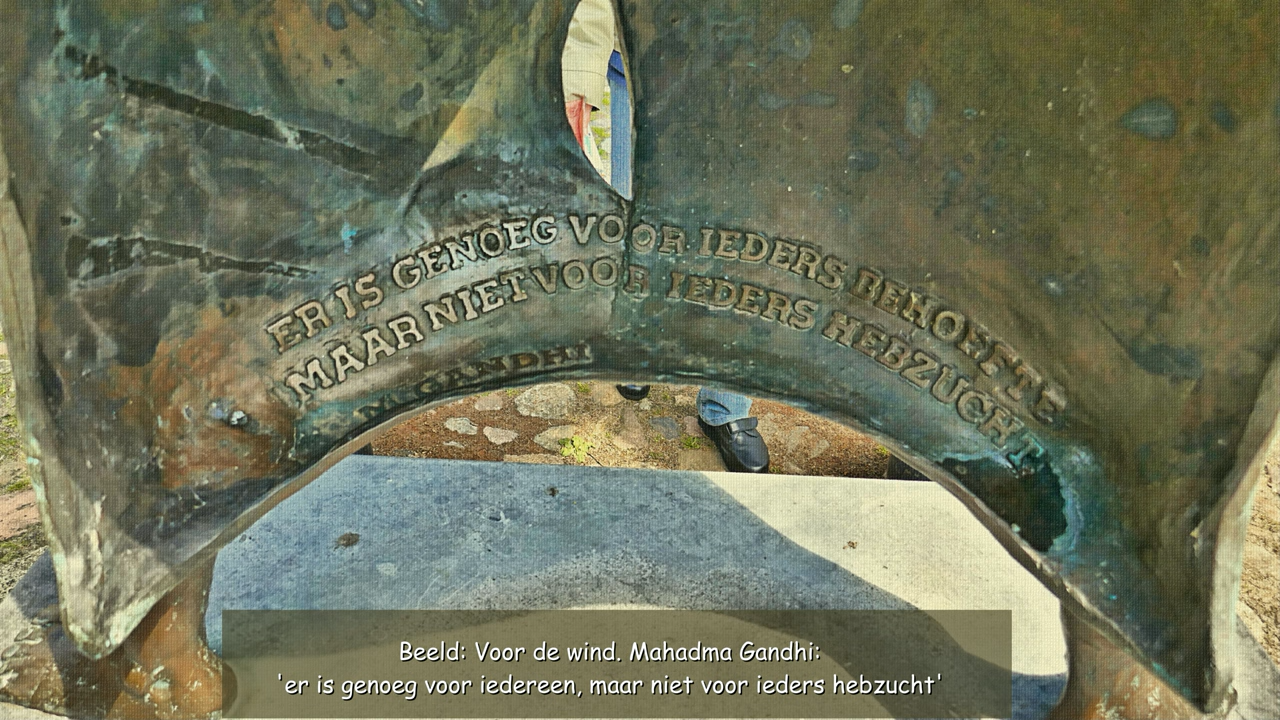 ER IS GENOEG VOOR IEDERS BEHOEFTE
MAAR NIET VOOR IEDERS HEBZUCHT
M. GANDHI
Beeld: Voor de wind. Mahadma Gandhi:
'er is genoeg voor iedereen, maar niet voor ieders hebzucht'